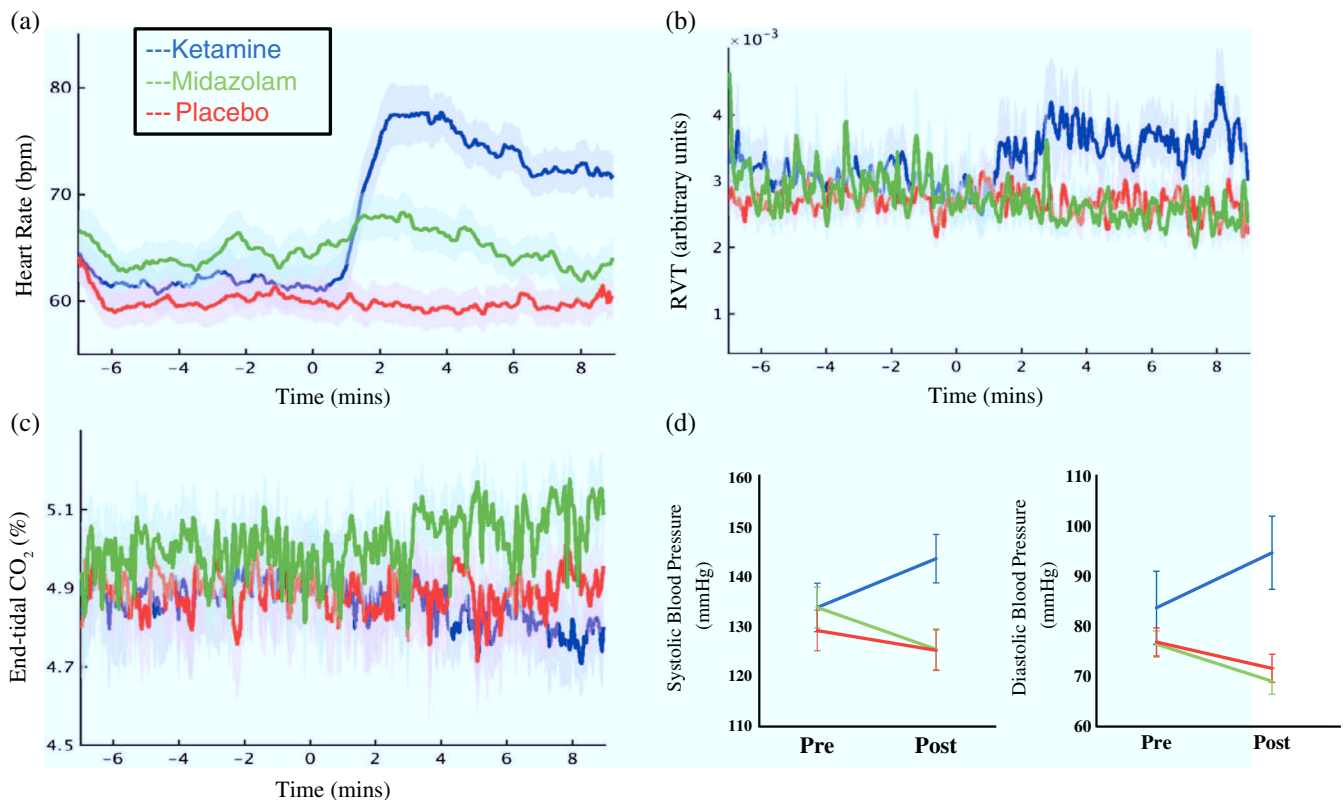 (a)
---Ketamine
---Midazolam
---Placebo
Heart Rate (bpm)
80
70
60
-6 -4 -2 0 2 4 6 8
Time (mins)
(b)
×10⁻³
RVT (arbitrary units)
4
3
2
1
-6 -4 -2 0 2 4 6 8
Time (mins)
(c)
End-tidal CO₂ (%)
5.1
4.9
4.7
4.5
-6 -4 -2 0 2 4 6 8
Time (mins)
(d)
Systolic Blood Pressure
(mmHg)
160
150
140
130
120
110
Pre Post
Diastolic Blood Pressure
(mmHg)
110
100
90
80
70
60
Pre Post